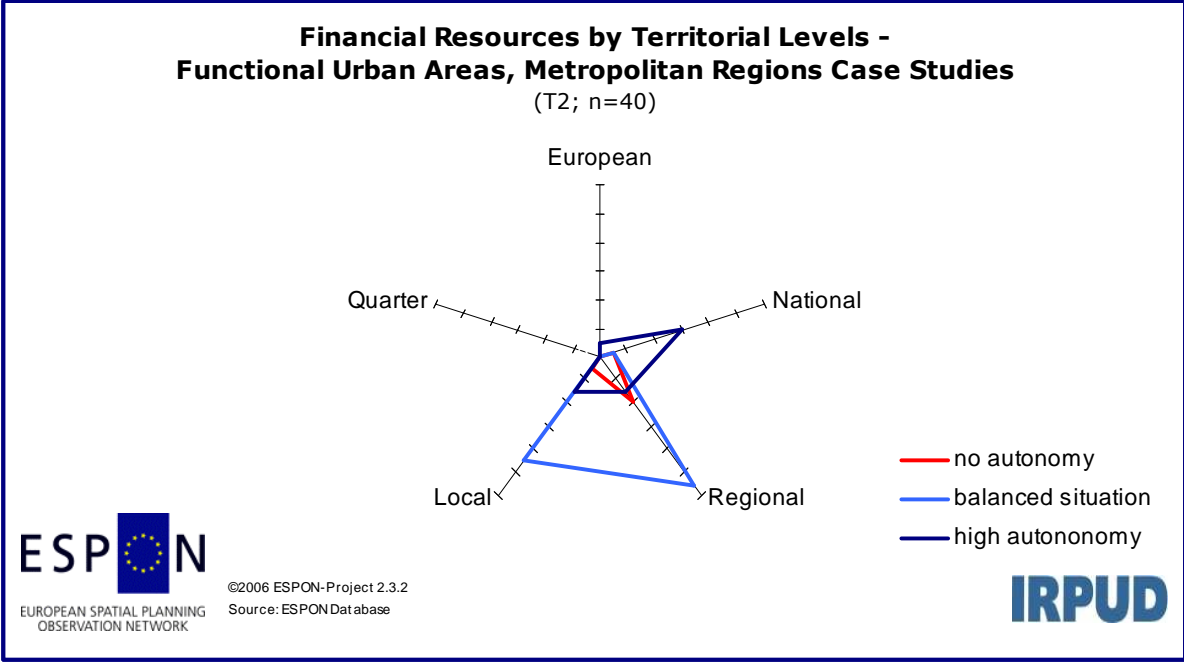 Financial Resources by Territorial Levels -
Functional Urban Areas, Metropolitan Regions Case Studies
(T2; n=40)
European
Quarter
National
Local
Regional
no autonomy
balanced situation
high autononomy
ESPON
EUROPEAN SPATIAL PLANNING
OBSERVATION NETWORK
©2006 ESPON-Project 2.3.2
Source: ESPON Database
IRPUD